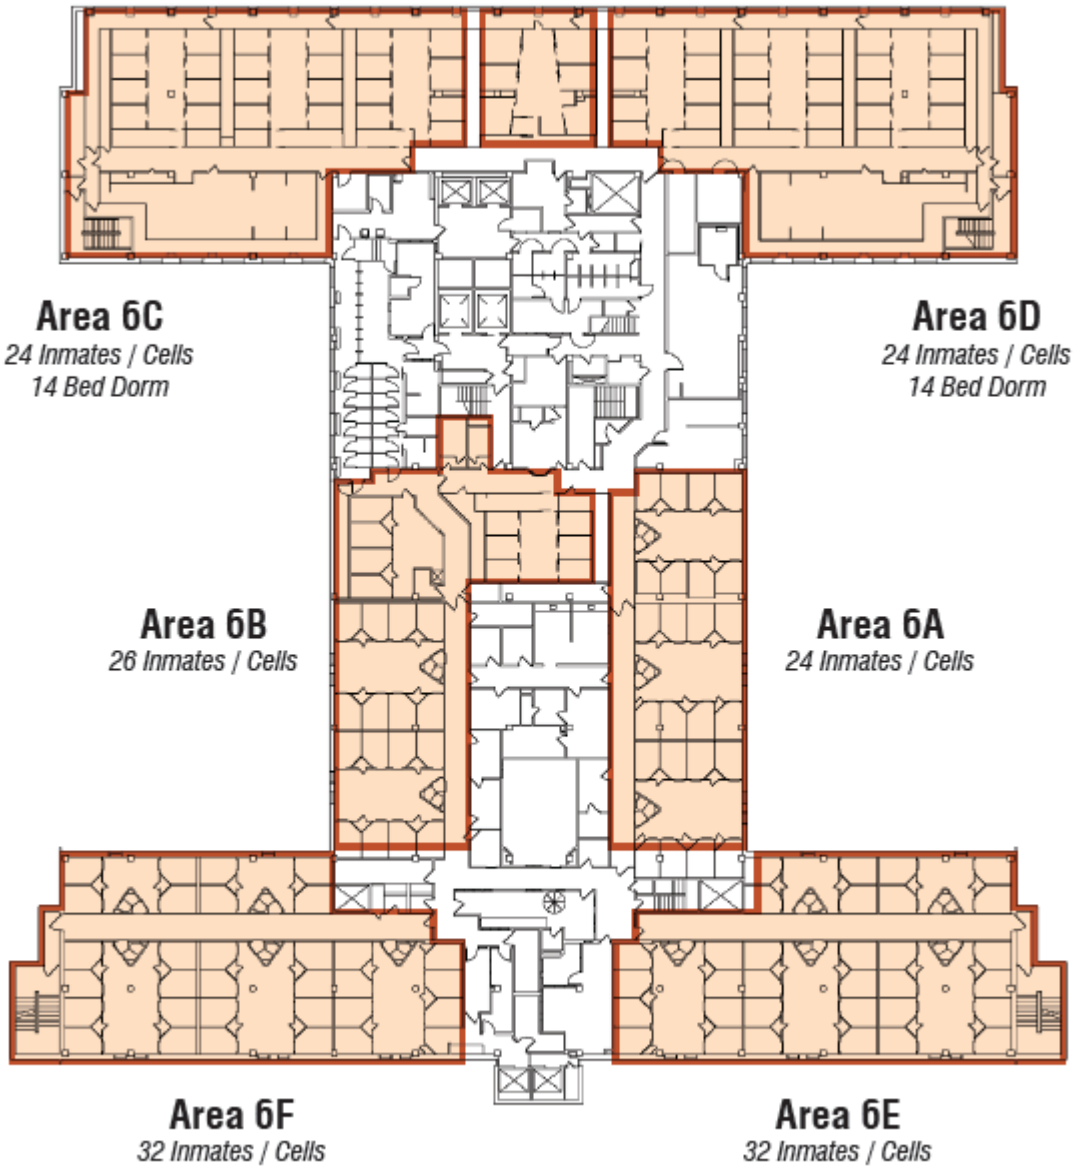 Area 6C
24 Inmates / Cells
14 Bed Dorm
Area 6D
24 Inmates / Cells
14 Bed Dorm
Area 6B
26 Inmates / Cells
Area 6A
24 Inmates / Cells
Area 6F
32 Inmates / Cells
Area 6E
32 Inmates / Cells